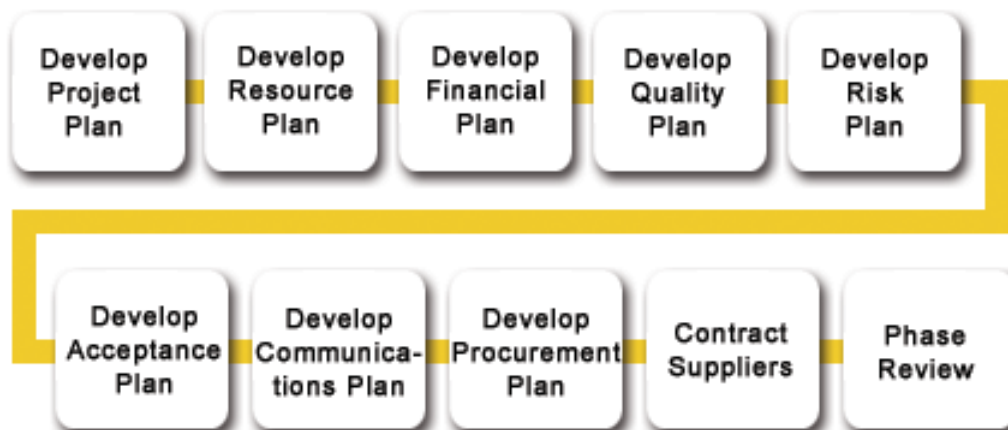 Develop
Project
Plan
Develop
Resource
Plan
Develop
Financial
Plan
Develop
Quality
Plan
Develop
Risk
Plan
Develop
Acceptance
Plan
Develop
Communica-
tions Plan
Develop
Procurement
Plan
Contract
Suppliers
Phase
Review